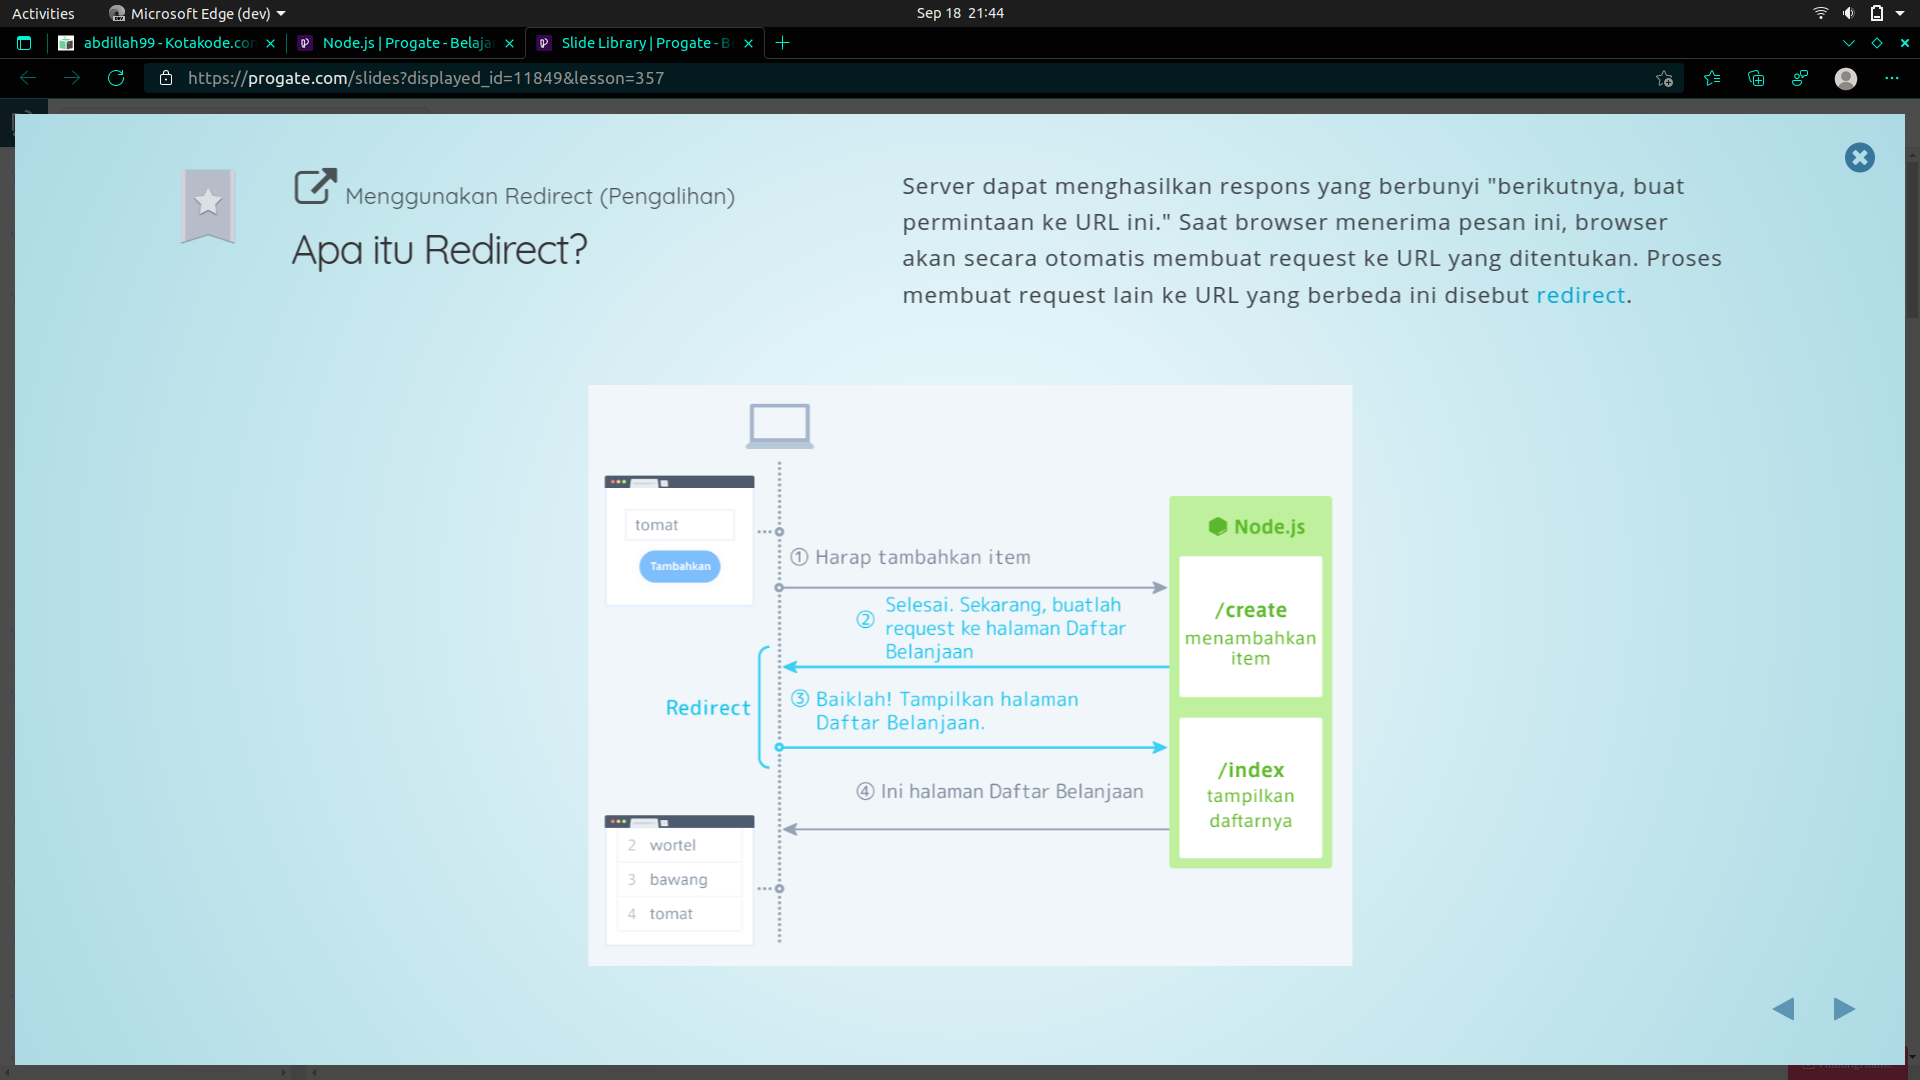 Activities
Microsoft Edge (dev)
Sep 18 21:44
abdillah99 - Kotakode.co
Node.js | Progate - Belaja
Slide Library | Progate - B
https://progate.com/slides?displayed_id=11849&lesson=357
Menggunakan Redirect (Pengalihan)
Apa itu Redirect?
Server dapat menghasilkan respons yang berbunyi "berikutnya, buat
permintaan ke URL ini." Saat browser menerima pesan ini, browser
akan secara otomatis membuat request ke URL yang ditentukan. Proses
membuat request lain ke URL yang berbeda ini disebut redirect.
tomat
Tambahkan
① Harap tambahkan item
② Selesai. Sekarang, buatlah
request ke halaman Daftar
Belanjaan
Redirect
③ Baiklah! Tampilkan halaman
Daftar Belanjaan.
④ Ini halaman Daftar Belanjaan
Node.js
/create
menambahkan
item
/index
tampilkan
daftarnya
2 wortel
3 bawang
4 tomat